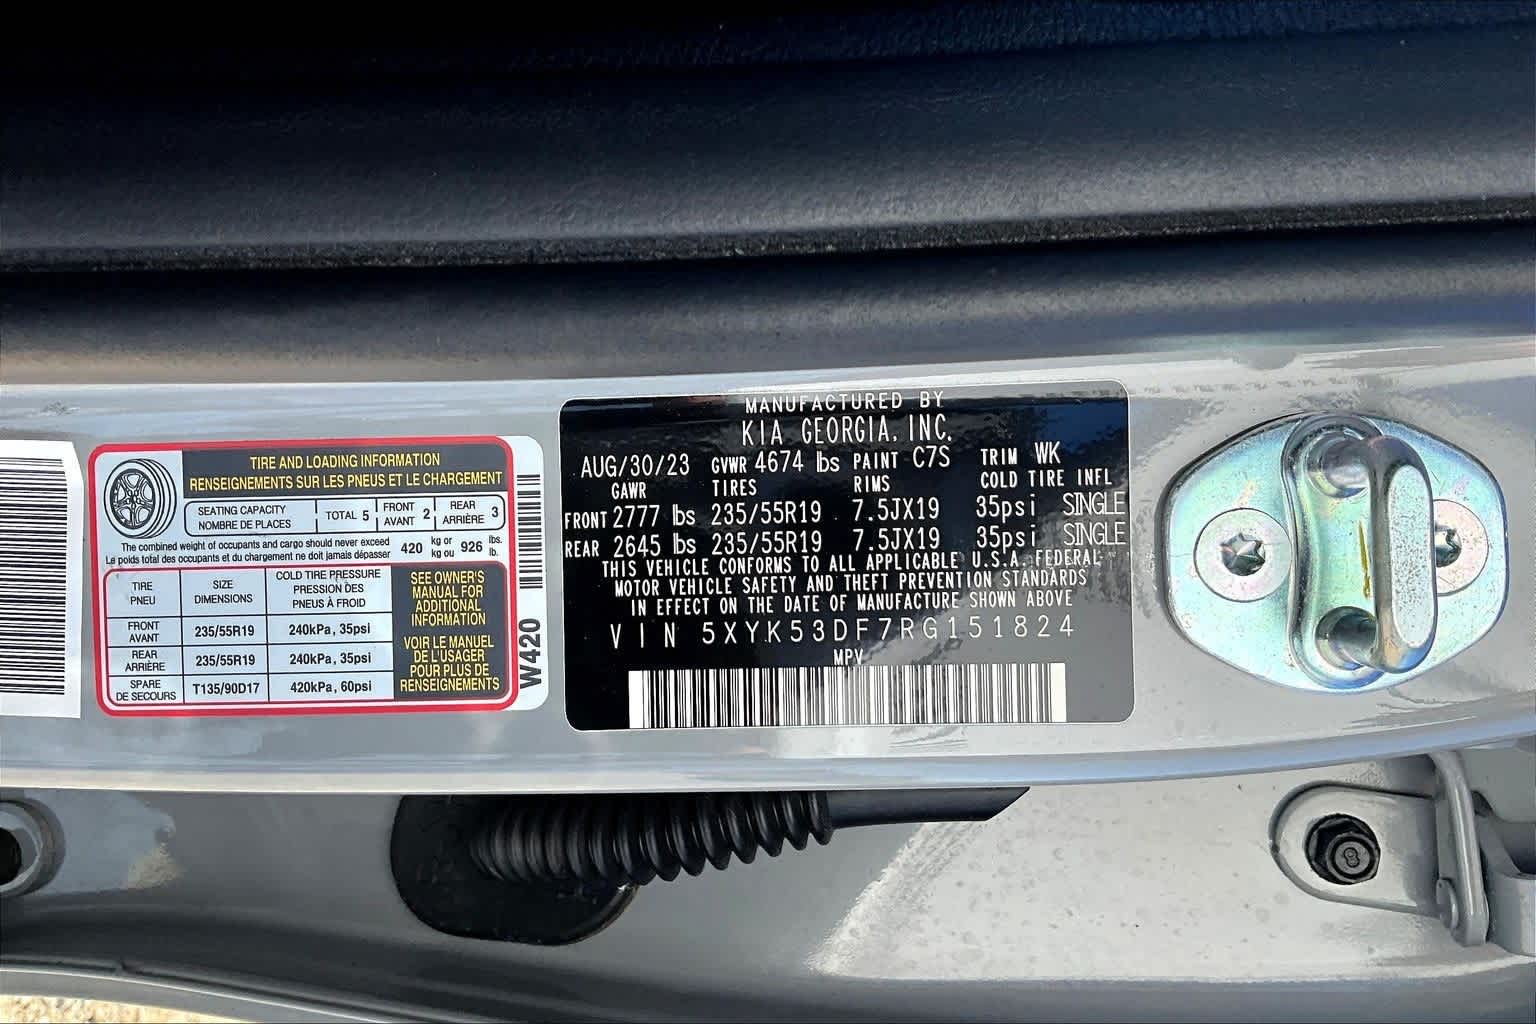 TIRE AND LOADING INFORMATION
RENSEIGNEMENTS SUR LES PNEUS ET LE CHARGEMENT
SEATING CAPACITY
NOMBRE DE PLACES
TOTAL 5
FRONT
AVANT 2
REAR
ARRIÈRE 3
The combined weight of occupants and cargo should never exceed
Le poids total des occupants et du chargement ne doit jamais dépasser
420 kg or
kg ou 926 lbs.
lb.
TIRE
PNEU
SIZE
DIMENSIONS
COLD TIRE PRESSURE
PRESSION DES
PNEUS À FROID
FRONT
AVANT
235/55R19
240kPa, 35psi
REAR
ARRIÈRE
235/55R19
240kPa, 35psi
SPARE
DE SECOURS
T135/90D17
420kPa, 60psi
SEE OWNER'S
MANUAL FOR
ADDITIONAL
INFORMATION
VOIR LE MANUEL
DE L'USAGER
POUR PLUS DE
RENSEIGNEMENTS
W420
MANUFACTURED BY
KIA GEORGIA, INC.
AUG/30/23 GVWR 4674 lbs PAINT C7S TRIM WK
GAWR TIRES RIMS COLD TIRE INFL
FRONT 2777 lbs 235/55R19 7.5JX19 35psi SINGLE
REAR 2645 lbs 235/55R19 7.5JX19 35psi SINGLE
THIS VEHICLE CONFORMS TO ALL APPLICABLE U.S.A. FEDERAL
MOTOR VEHICLE SAFETY AND THEFT PREVENTION STANDARDS
IN EFFECT ON THE DATE OF MANUFACTURE SHOWN ABOVE
VIN 5XYK53DF7RG151824
MPV
8